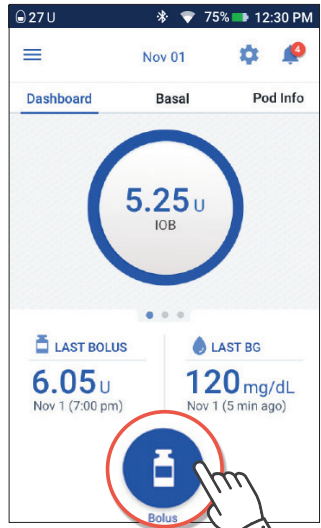 27 U 75% 12:30 PM
Nov 01 4
Dashboard Basal Pod Info
5.25 U
IOB
LAST BOLUS LAST BG
6.05 U 120 mg/dL
Nov 1 (7:00 pm) Nov 1 (5 min ago)
Bolus